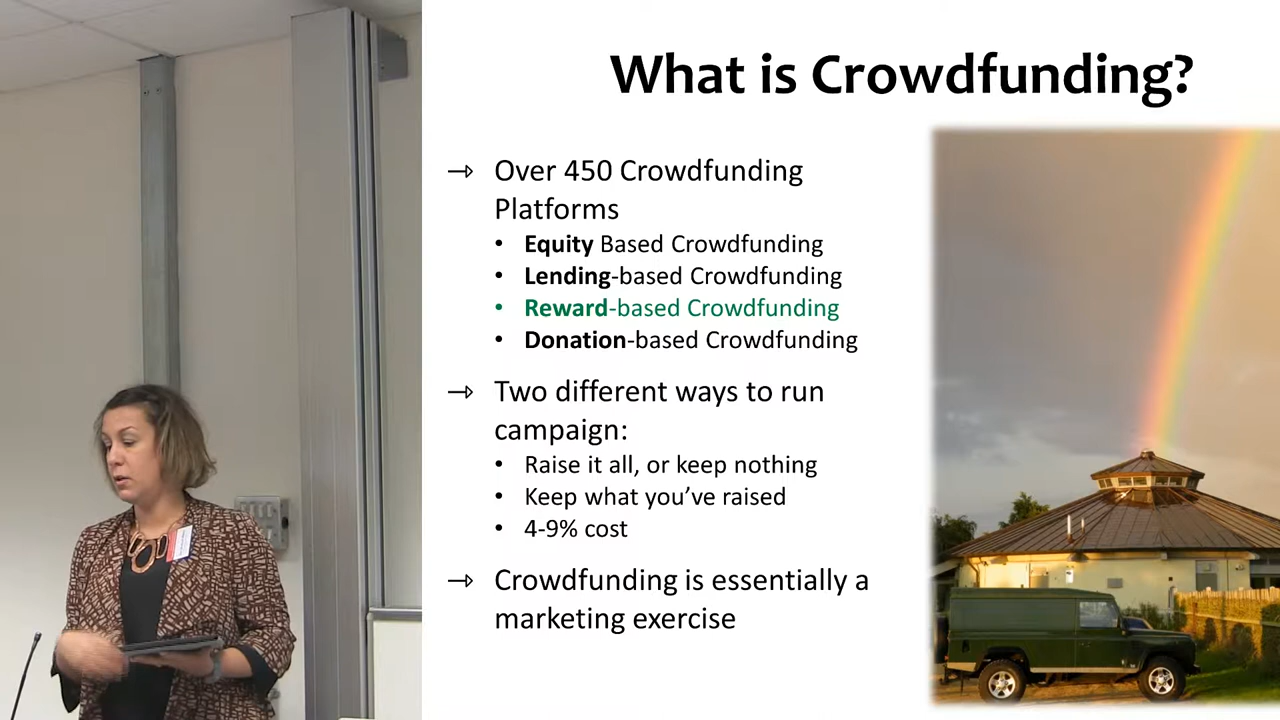 What is Crowdfunding?
→ Over 450 Crowdfunding
Platforms
• Equity Based Crowdfunding
• Lending-based Crowdfunding
• Reward-based Crowdfunding
• Donation-based Crowdfunding
→ Two different ways to run
campaign:
• Raise it all, or keep nothing
• Keep what you’ve raised
• 4-9% cost
→ Crowdfunding is essentially a
marketing exercise